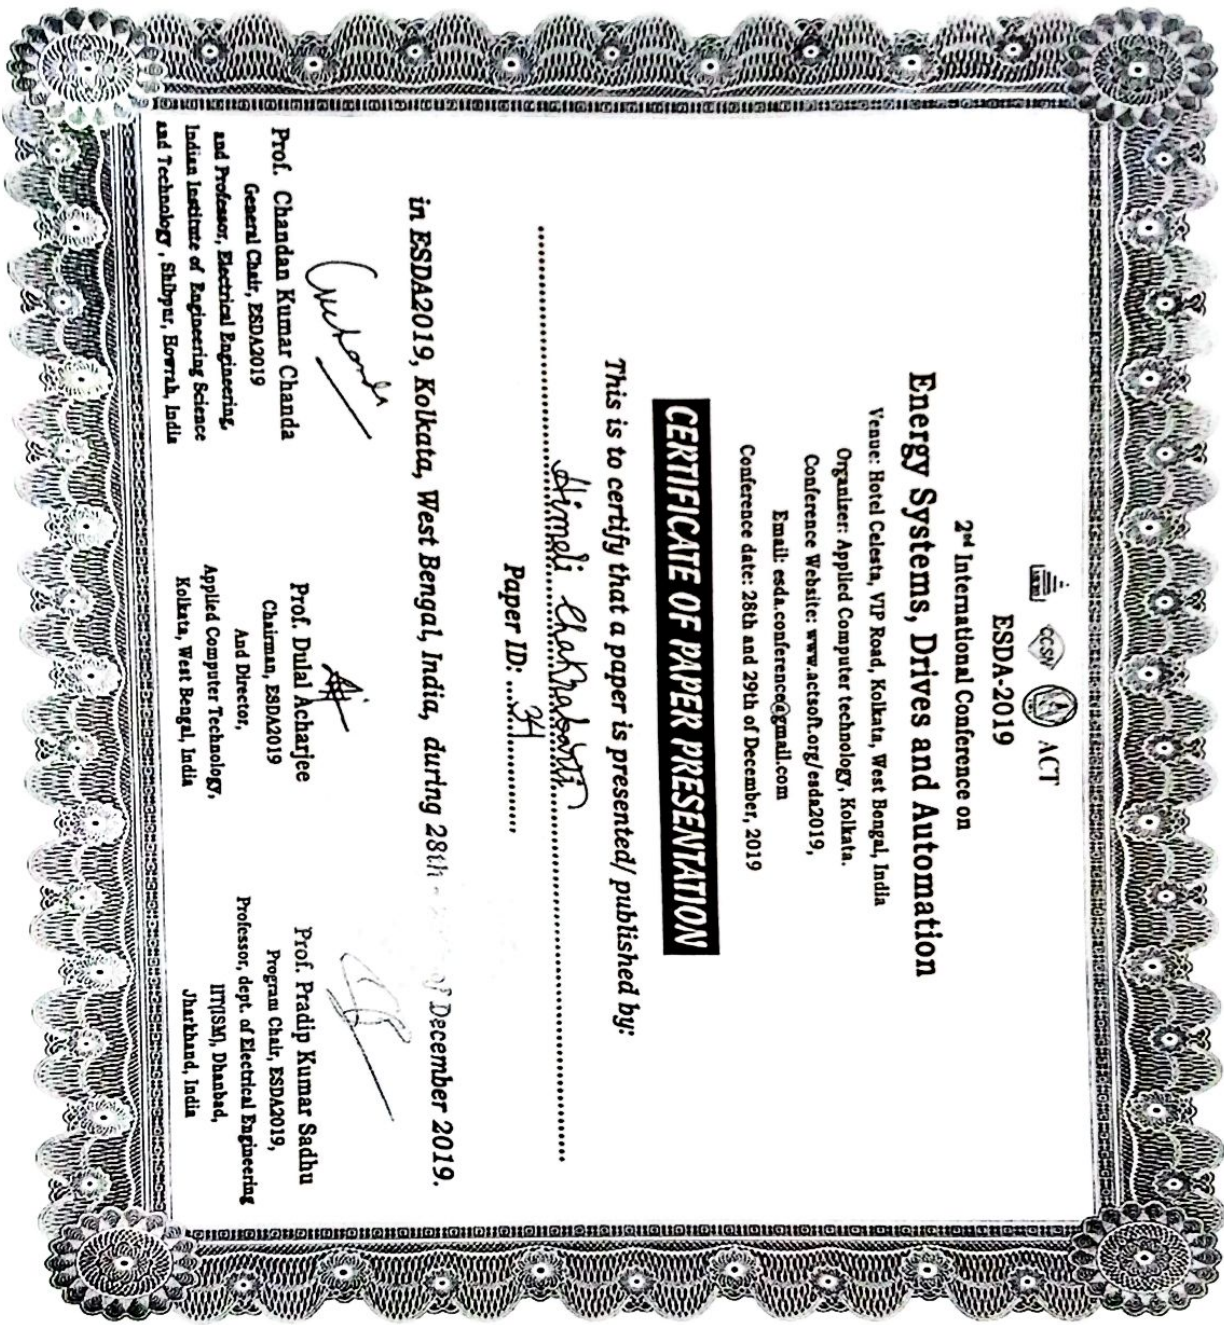 CCSN
ACT
ESDA-2019
2nd International Conference on
Energy Systems, Drives and Automation
Venue: Hotel Celesta, VIP Road, Kolkata, West Bengal, India
Organizer: Applied Computer technology, Kolkata.
Conference Website: www.actsoft.org/esda2019,
Email: esda.conference@gmail.com
Conference date: 28th and 29th of December, 2019
CERTIFICATE OF PAPER PRESENTATION
This is to certify that a paper is presented/ published by:
Himeli Chakrabarti
Paper ID: ...34...............
in ESDA2019, Kolkata, West Bengal, India, during 28th - of December 2019.
Prof. Chandan Kumar Chanda
General Chair, ESDA2019
and Professor, Electrical Engineering,
Indian Institute of Engineering Science
and Technology, Shibpur, Howrah, India
Prof. Dulal Acharjee
Chairman, ESDA2019
And Director,
Applied Computer Technology,
Kolkata, West Bengal, India
Prof. Pradip Kumar Sadhu
Program Chair, ESDA2019,
Professor, dept. of Electrical Engineering
IIT(ISM), Dhanbad,
Jharkhand, India